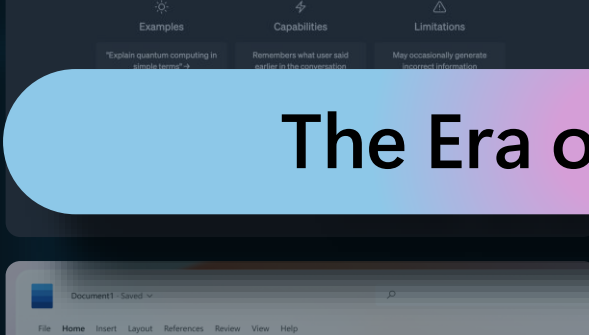 Examples Capabilities Limitations
"Explain quantum computing in simple terms" →
Remembers what user said earlier in the conversation
May occasionally generate incorrect information
The Era o
Document1 · Saved
File Home Insert Layout References Review View Help